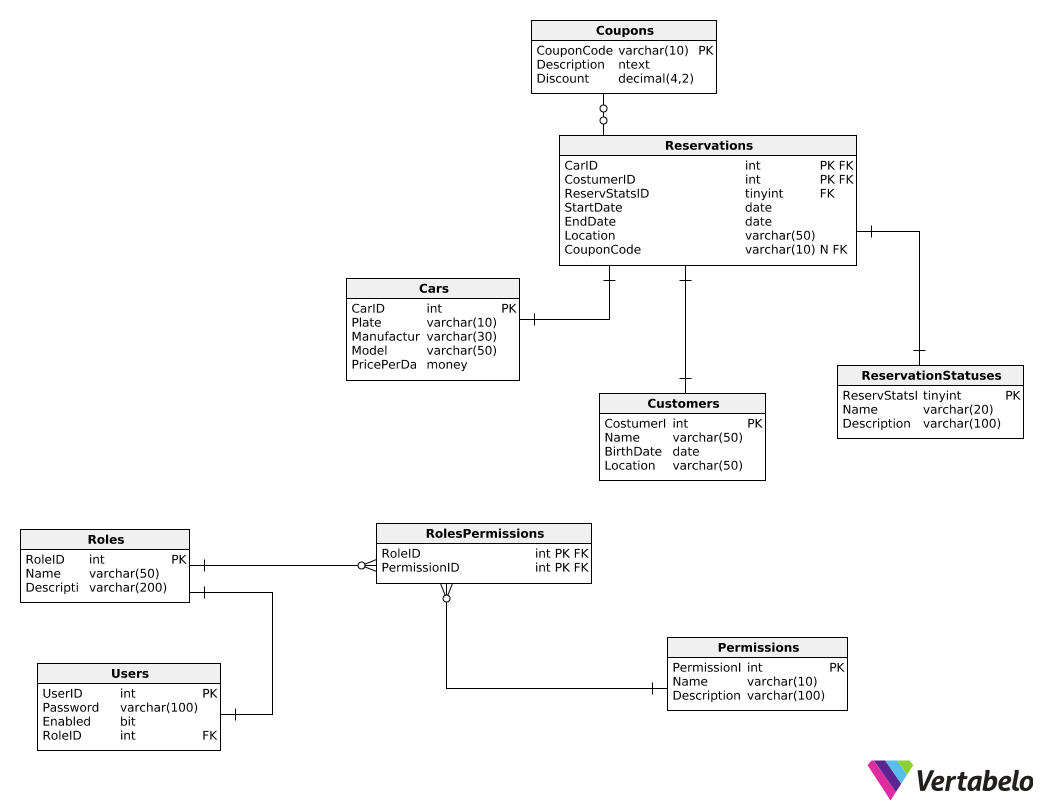 Coupons
CouponCode varchar(10) PK
Description ntext
Discount decimal(4,2)
Reservations
CarID int PK FK
CostumerID int PK FK
ReservStatsID tinyint FK
StartDate date
EndDate date
Location varchar(50)
CouponCode varchar(10) N FK
Cars
CarID int PK
Plate varchar(10)
Manufactur varchar(30)
Model varchar(50)
PricePerDa money
Customers
CostumerI int PK
Name varchar(50)
BirthDate date
Location varchar(50)
ReservationStatuses
ReservStatsI tinyint PK
Name varchar(20)
Description varchar(100)
Roles
RoleID int PK
Name varchar(50)
Descripti varchar(200)
RolesPermissions
RoleID int PK FK
PermissionID int PK FK
Users
UserID int PK
Password varchar(100)
Enabled bit
RoleID int FK
Permissions
PermissionI int PK
Name varchar(10)
Description varchar(100)
Vertabelo